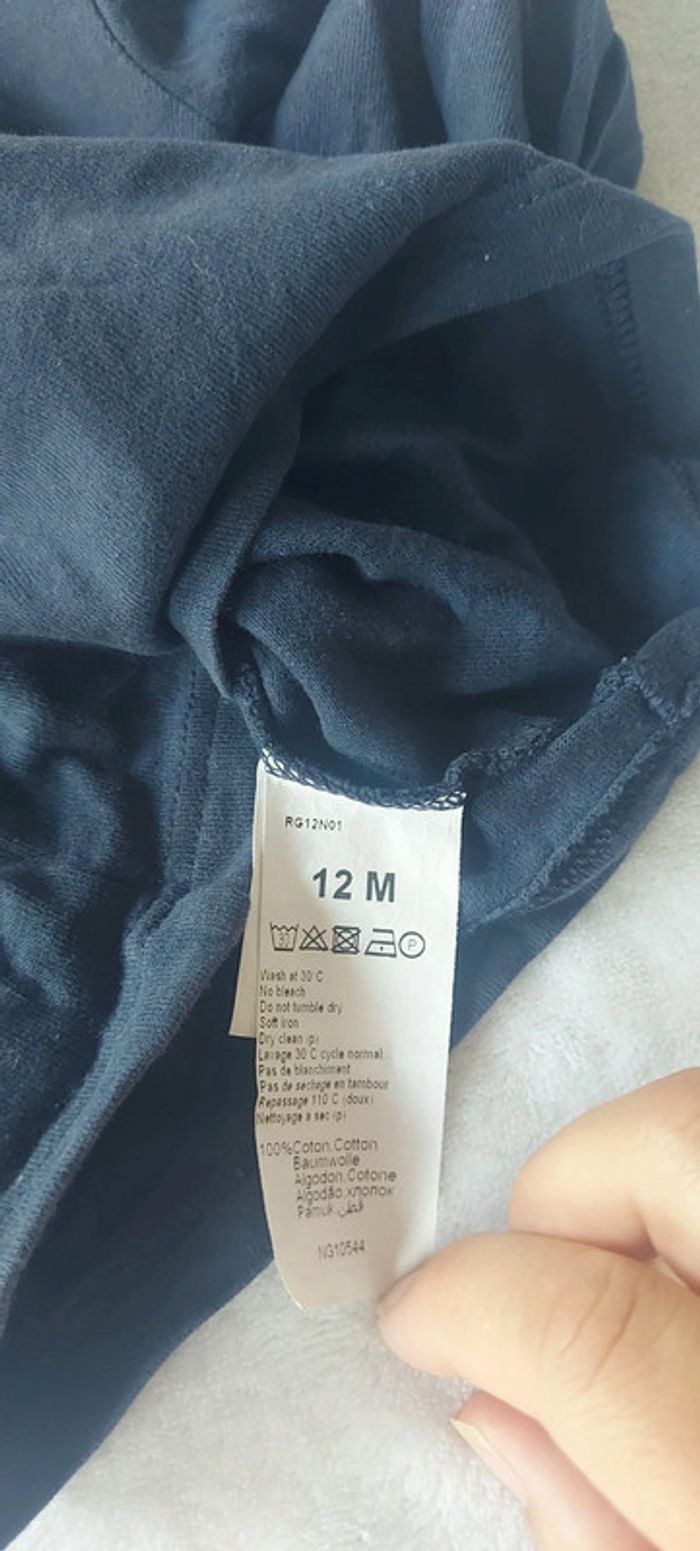 RG12N01
12 M
30 P
Wash at 30 C
No bleach
Do not tumble dry
Soft iron
Dry clean (p)
Lavage 30 C cycle normal
Pas de blanchiment
Pas de sechage en tambour
Repassage 110 C (doux)
Nettoyage a sec (p)
100%Coton.Cotton
Baumwolle
Algodon.Cotone
Algodão.хлопок
Pamuk.قطن
NG10544